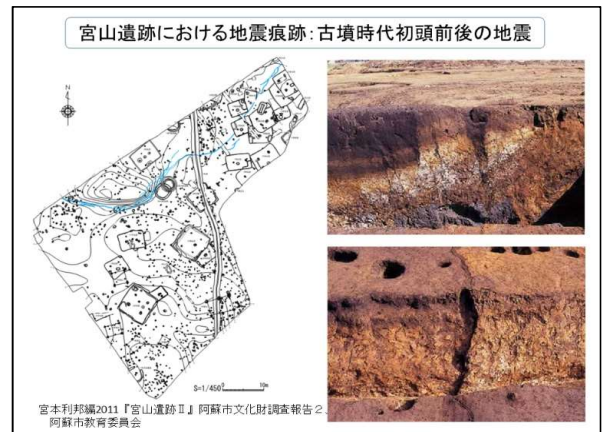 宮山遺跡における地震痕跡：古墳時代初頭前後の地震
N
S=1/450 0 10m
宮本利邦編2011『宮山遺跡Ⅱ』阿蘇市文化財調査報告２、
阿蘇市教育委員会